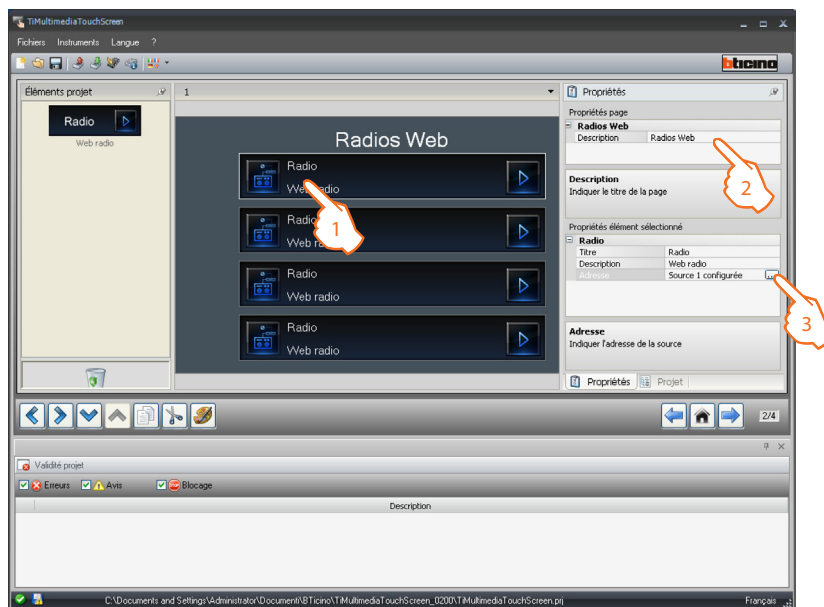 TiMultimediaTouchScreen
Fichiers Instruments Langue ?
bticino
Éléments projet
Radio
Web radio
1
Radios Web
Radio
Web radio
Radio
Web radio
Radio
Web radio
Radio
Web radio
Propriétés
Propriétés page
Radios Web
Description Radios Web
Description
Indiquer le titre de la page
Propriétés élément sélectionné
Radio
Titre Radio
Description Web radio
Adresse Source 1 configurée ...
Adresse
Indiquer l'adresse de la source
Propriétés Projet
1
2
3
2/4
Validité projet
Erreurs Avis Blocage
Description
C:\Documents and Settings\Administrator\Documenti\BTicino\TiMultimediaTouchScreen_0200\TiMultimediaTouchScreen.prj
Français